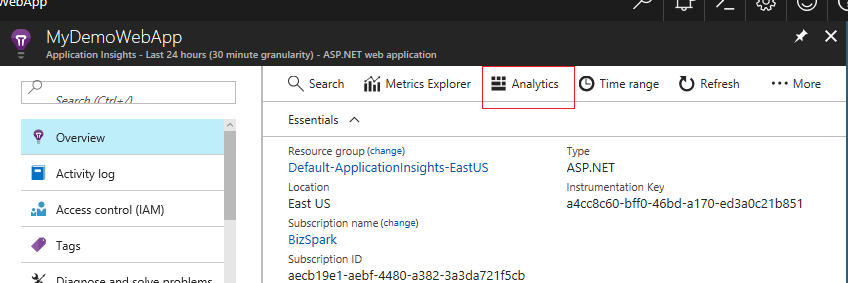 WebApp
MyDemoWebApp
Application Insights - Last 24 hours (30 minute granularity) - ASP.NET web application
Search (Ctrl+/)
Search Metrics Explorer Analytics Time range Refresh More
Essentials
Overview
Activity log
Access control (IAM)
Tags
Diagnose and solve problems
Resource group (change)
Default-ApplicationInsights-EastUS
Location
East US
Subscription name (change)
BizSpark
Subscription ID
aecb19e1-aebf-4480-a382-3a3da721f5cb
Type
ASP.NET
Instrumentation Key
a4cc8c60-bff0-46bd-a170-ed3a0c21b851